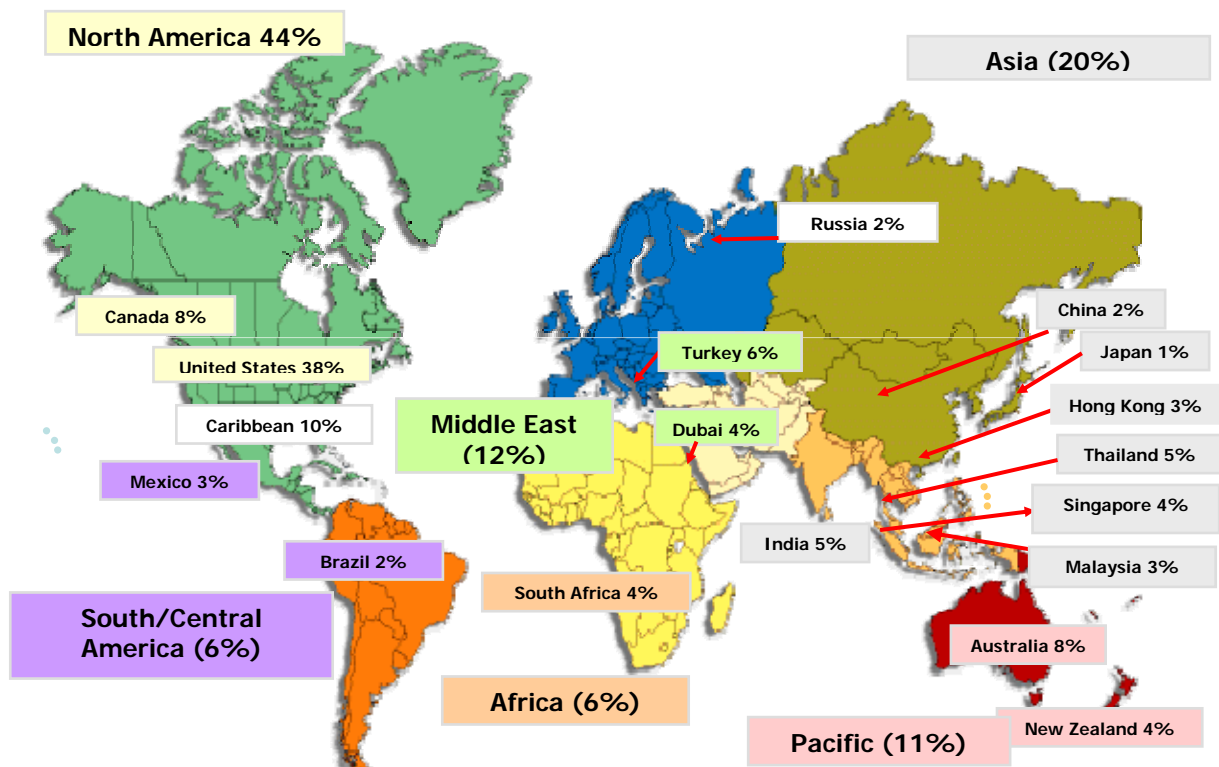 North America 44%
Asia (20%)
Russia 2%
Canada 8%
China 2%
United States 38%
Turkey 6%
Japan 1%
Caribbean 10%
Middle East
(12%)
Dubai 4%
Hong Kong 3%
Thailand 5%
Mexico 3%
Singapore 4%
India 5%
Brazil 2%
Malaysia 3%
South Africa 4%
South/Central
America (6%)
Australia 8%
Africa (6%)
New Zealand 4%
Pacific (11%)